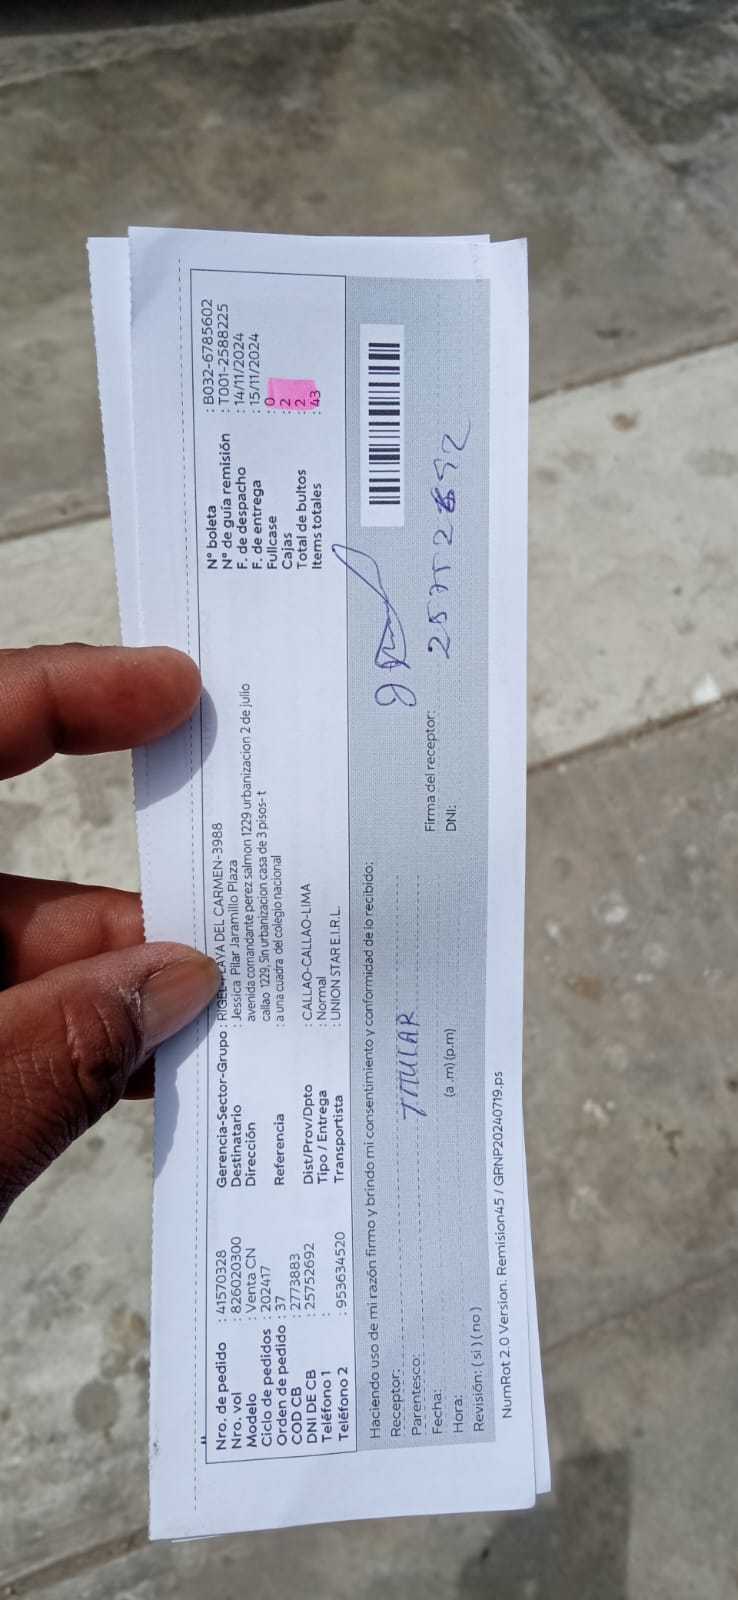 Nro. de pedido : 41570328
Nro. vol : 826020300
Modelo : Venta CN
Ciclo de pedidos : 202417
Orden de pedido : 37
COD CB : 2773883
DNI DE CB : 25752692
Teléfono 1 :
Teléfono 2 : 953634520
Gerencia-Sector-Grupo : RIGEL-PLAYA DEL CARMEN-3988
Destinatario : Jessica Pilar Jaramillo Plaza
Dirección avenida comandante perez salmon 1229 urbanizacion 2 de julio
callao 1229, Sin urbanizacion casa de 3 pisos- t
Referencia : a una cuadra del colegio nacional
Dist/Prov/Dpto : CALLAO-CALLAO-LIMA
Tipo / Entrega : Normal
Transportista : UNION STAR E.I.R.L.
N° boleta : B032-6785602
N° de guía remisión : T001-2588225
F. de despacho : 14/11/2024
F. de entrega : 15/11/2024
Fullcase : 0
Cajas : 2
Total de bultos : 2
Items totales : 43
Haciendo uso de mi razón firmo y brindo mi consentimiento y conformidad de lo recibido:
Receptor:
Parentesco: TITULAR
Fecha:
Hora: (a .m) (p.m)
Revisión: ( si ) ( no )
Firma del receptor:
DNI: 25752692
NumRot 2.0 Version. Remision45 / GRNP20240719.ps